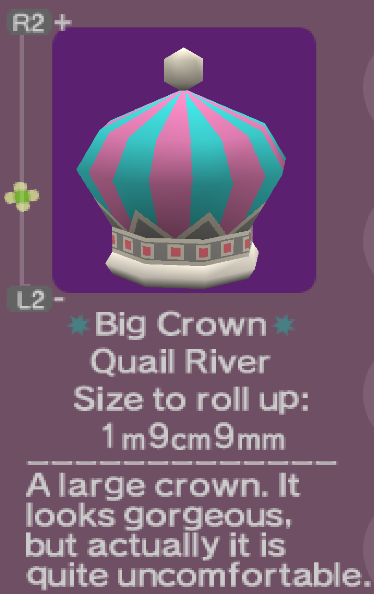 R2 +
L2 -
Big Crown
Quail River
Size to roll up:
1m9cm9mm
A large crown. It
looks gorgeous,
but actually it is
quite uncomfortable.